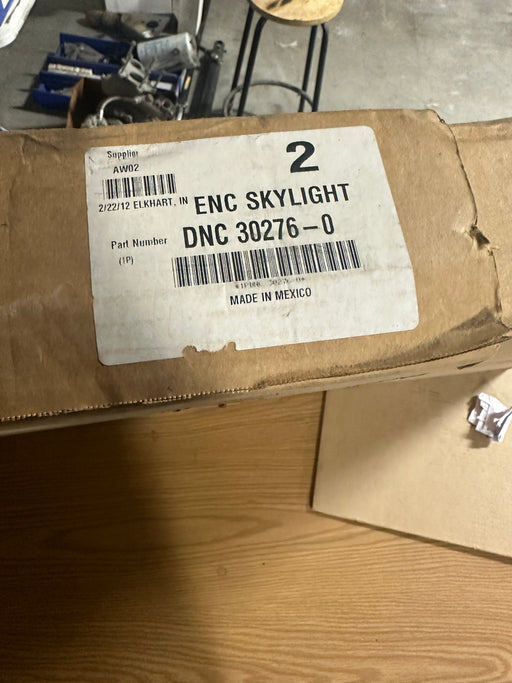 Supplier
AW02
2
2/22/12 ELKHART, IN
ENC SKYLIGHT
Part Number
(1P)
DNC 30276-0
MADE IN MEXICO